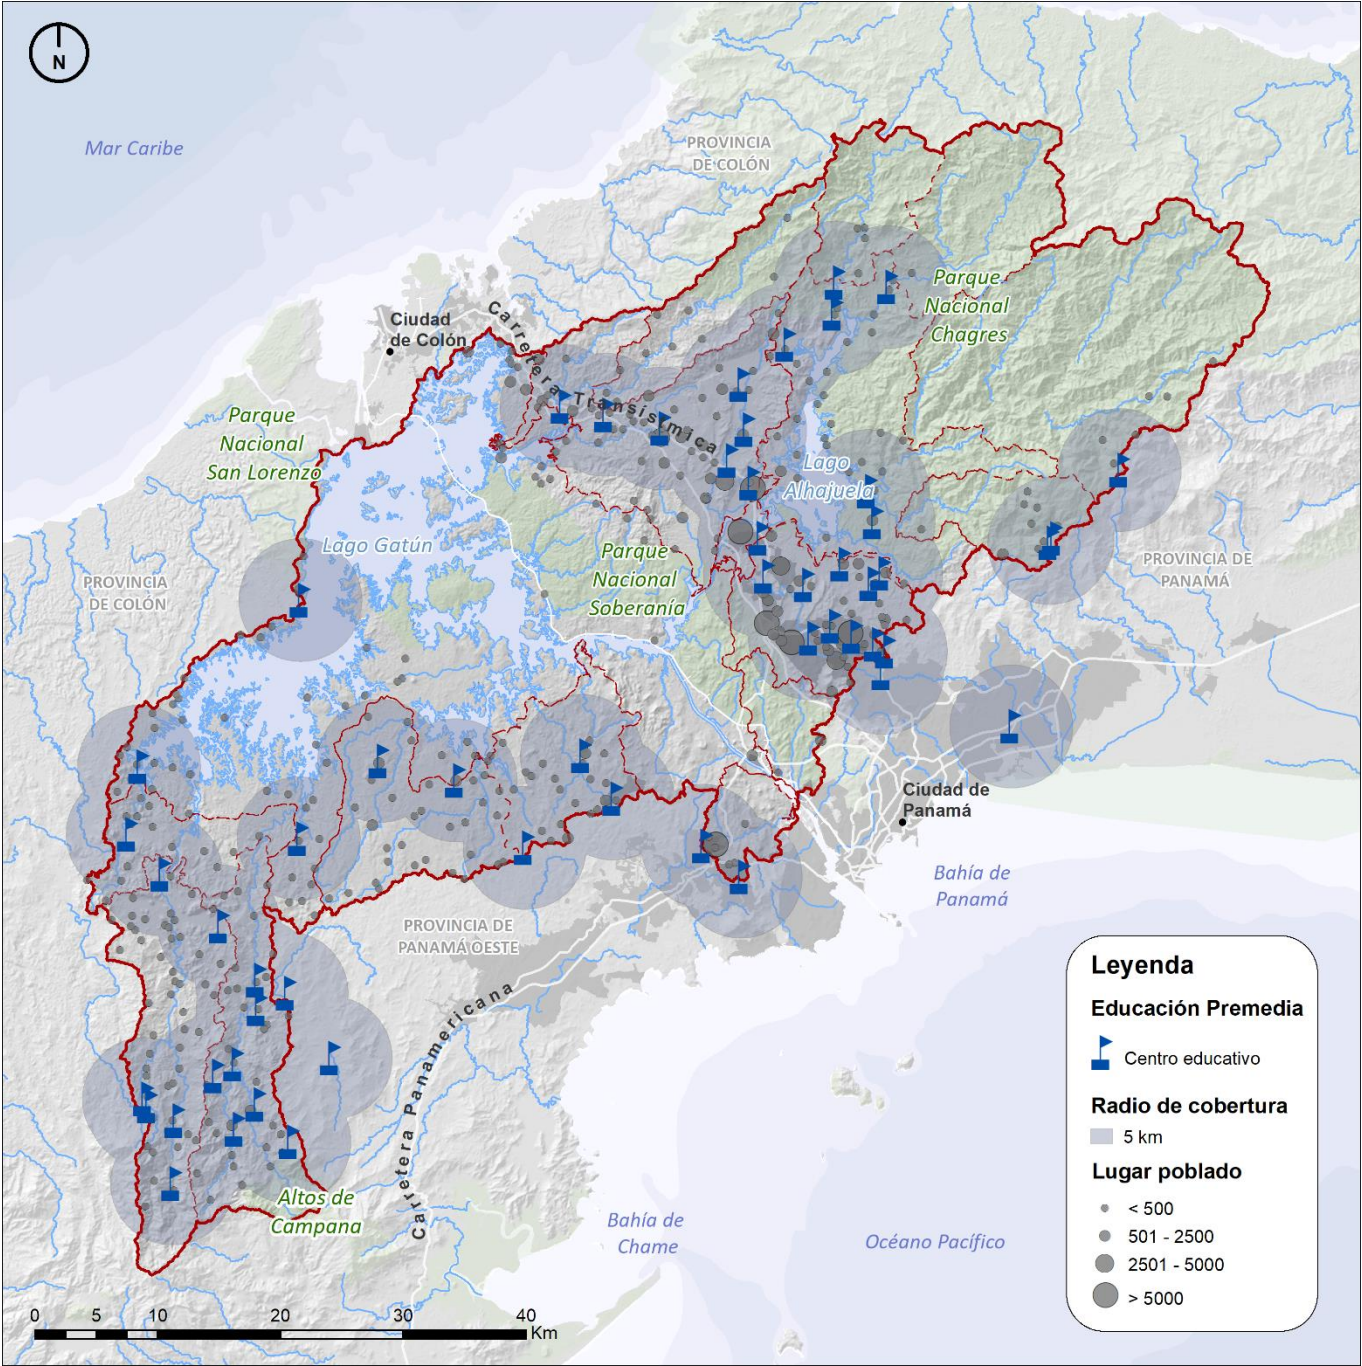 N
Mar Caribe
PROVINCIA
DE COLÓN
Parque
Nacional
Chagres
Ciudad
de Colón
Carretera Transístmica
Parque
Nacional
San Lorenzo
Lago
Alhajuela
Lago Gatún
Parque
Nacional
Soberanía
PROVINCIA
DE COLÓN
PROVINCIA DE
PANAMÁ
Ciudad de
Panamá
Bahía de
Panamá
PROVINCIA DE
PANAMÁ OESTE
Carretera Panamericana
Altos de
Campana
Bahía de
Chame
Océano Pacífico
Leyenda
Educación Premedia
Centro educativo
Radio de cobertura
5 km
Lugar poblado
< 500
501 - 2500
2501 - 5000
> 5000
0 5 10 20 30 40
Km